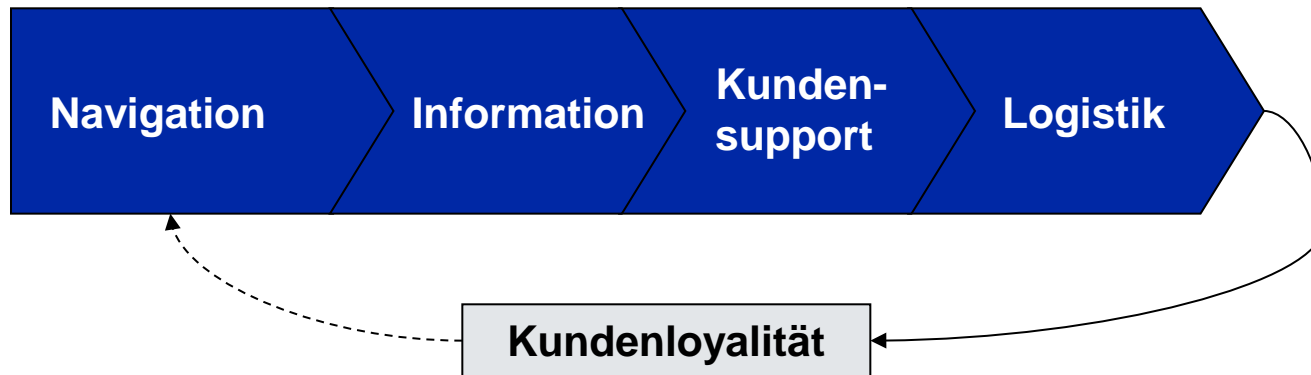 Navigation
Information
Kunden-
support
Logistik
Kundenloyalität